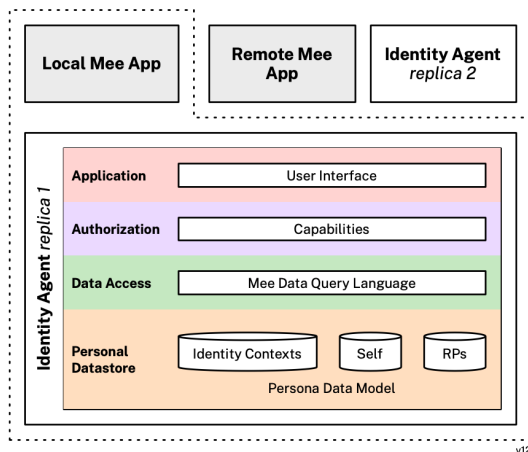 Local Mee App
Remote Mee
App
Identity Agent
replica 2
Identity Agent replica 1
Application
User Interface
Authorization
Capabilities
Data Access
Mee Data Query Language
Personal
Datastore
Identity Contexts
Self
RPs
Persona Data Model